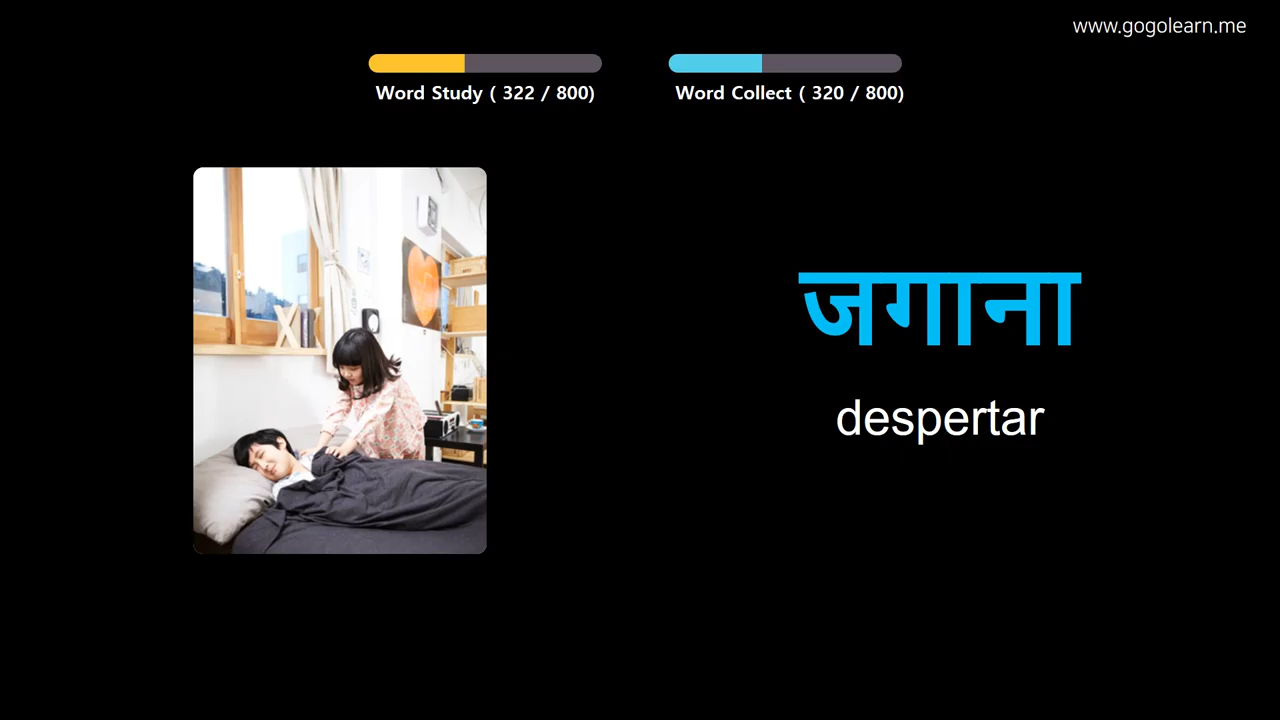 www.gogolearn.me
Word Study ( 322 / 800)
Word Collect ( 320 / 800)
जगाना
despertar